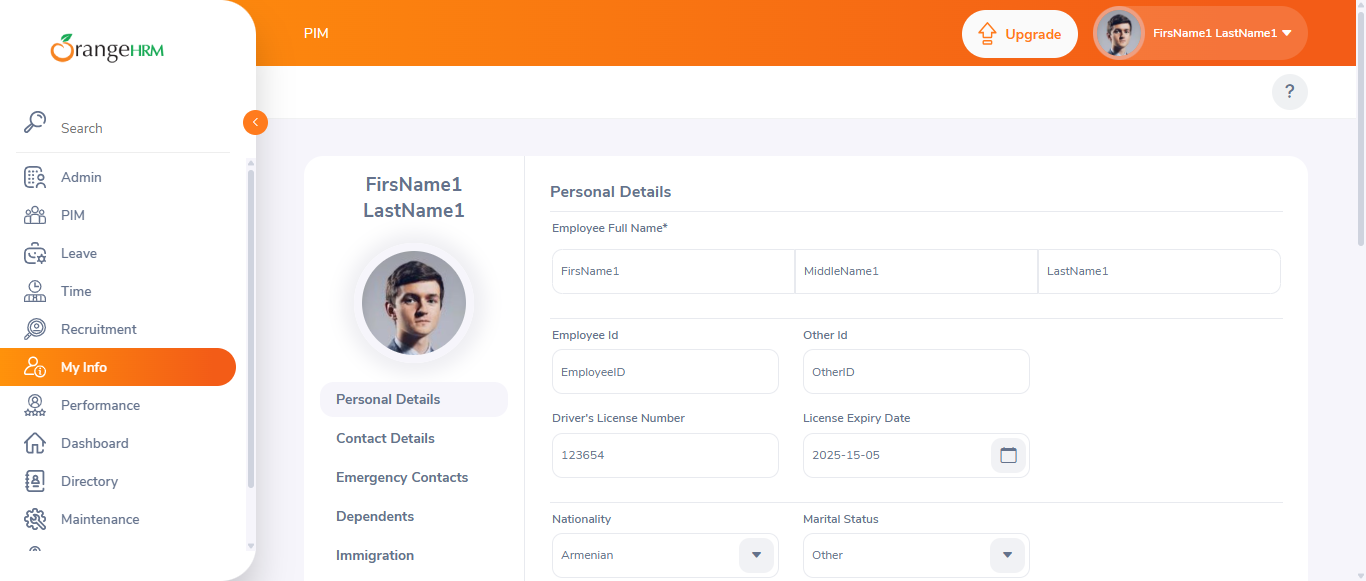 OrangeHRM
PIM
Upgrade
FirsName1 LastName1
?
Search
Admin
PIM
Leave
Time
Recruitment
My Info
Performance
Dashboard
Directory
Maintenance
FirsName1
LastName1
Personal Details
Contact Details
Emergency Contacts
Dependents
Immigration
Personal Details
Employee Full Name*
FirsName1 MiddleName1 LastName1
Employee Id Other Id
EmployeeID OtherID
Driver's License Number License Expiry Date
123654 2025-15-05
Nationality Marital Status
Armenian Other